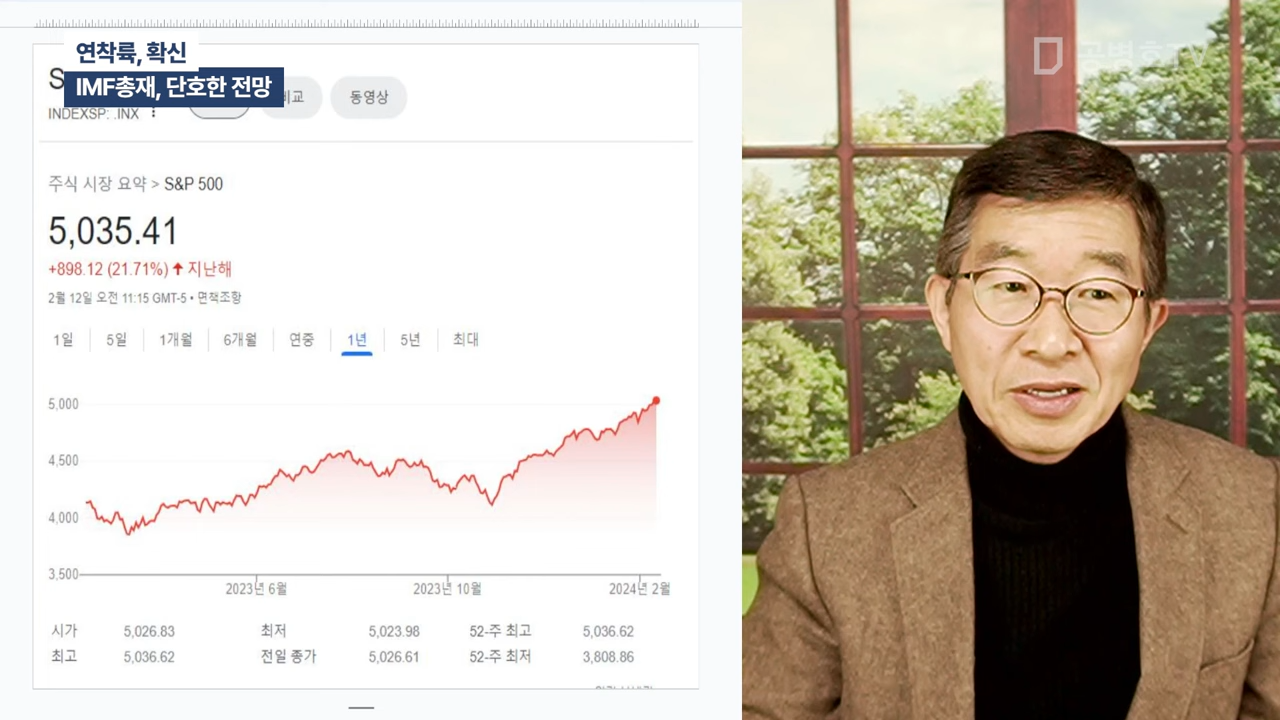 연착륙, 확신
IMF총재, 단호한 전망
공병호TV
S
비교
동영상
INDEXSP: .INX
주식 시장 요약 > S&P 500
5,035.41
+898.12 (21.71%) ↑ 지난해
2월 12일 오전 11:15 GMT-5 • 면책조항
1일 5일 1개월 6개월 연중 1년 5년 최대
5,000
4,500
4,000
3,500
2023년 6월 2023년 10월 2024년 2월
시가 5,026.83 최저 5,023.98 52-주 최고 5,036.62
최고 5,036.62 전일 종가 5,026.61 52-주 최저 3,808.86